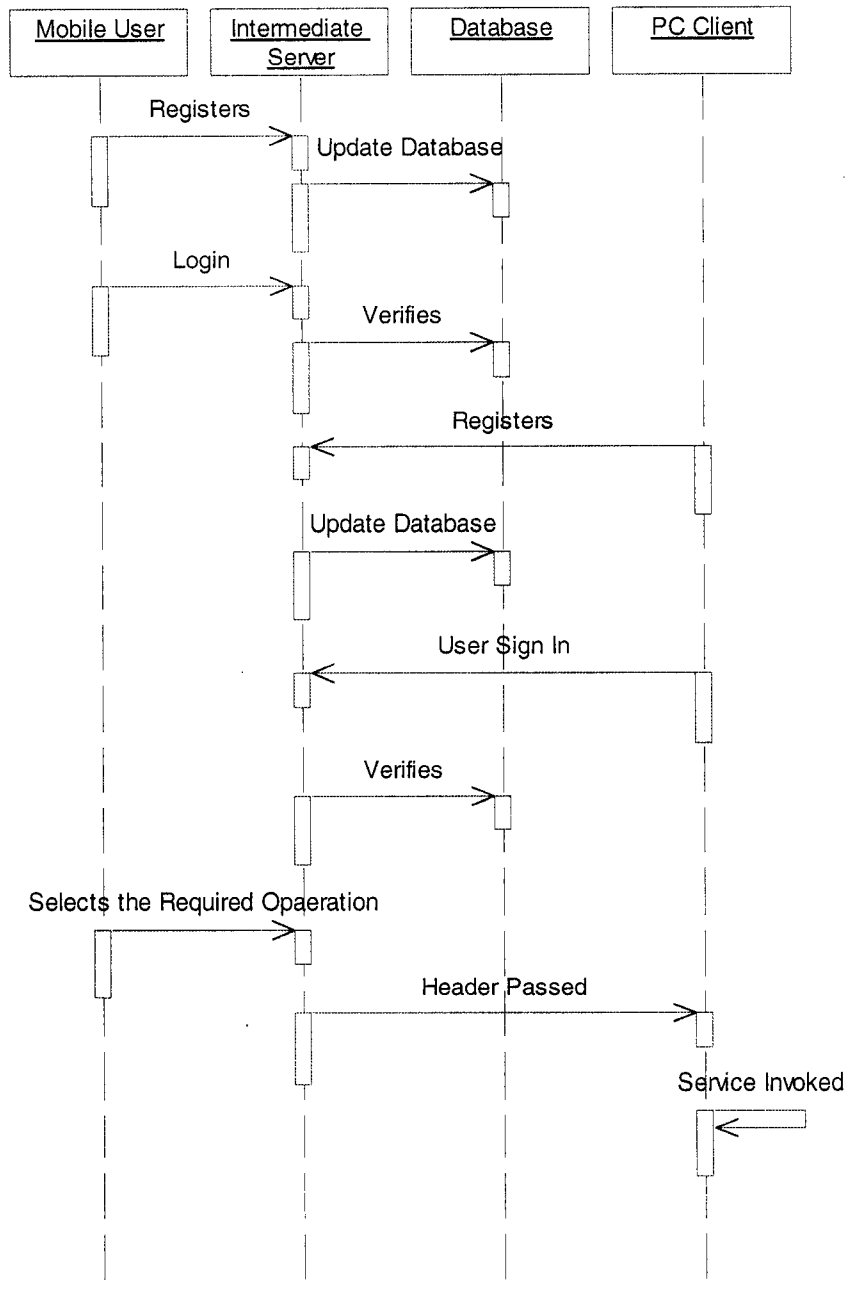 Mobile User
Intermediate
Server
Database
PC Client
Registers
Update Database
Login
Verifies
Registers
Update Database
User Sign In
Verifies
Selects the Required Opaeration
Header Passed
Service Invoked